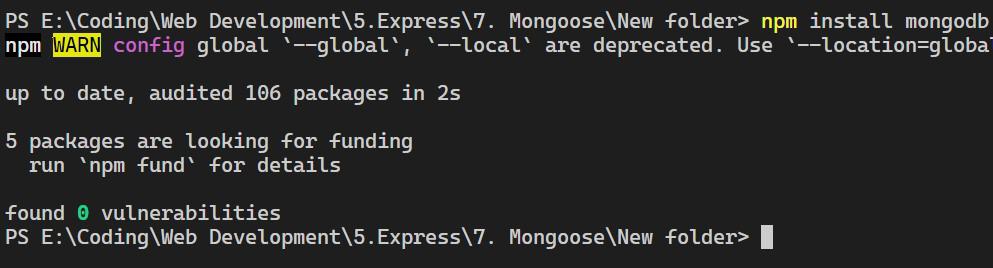 PS E:\Coding\Web Development\5.Express\7. Mongoose\New folder> npm install mongodb
npm WARN config global `--global`, `--local` are deprecated. Use `--location=global
up to date, audited 106 packages in 2s
5 packages are looking for funding
  run `npm fund` for details
found 0 vulnerabilities
PS E:\Coding\Web Development\5.Express\7. Mongoose\New folder>